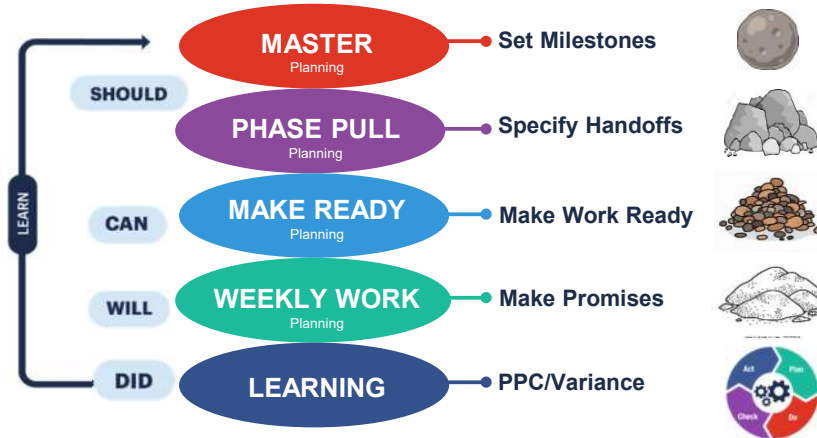 MASTER
Planning
Set Milestones
SHOULD
PHASE PULL
Planning
Specify Handoffs
LEARN
CAN
MAKE READY
Planning
Make Work Ready
WILL
WEEKLY WORK
Planning
Make Promises
DID
LEARNING
PPC/Variance
Act
Plan
Check
Do